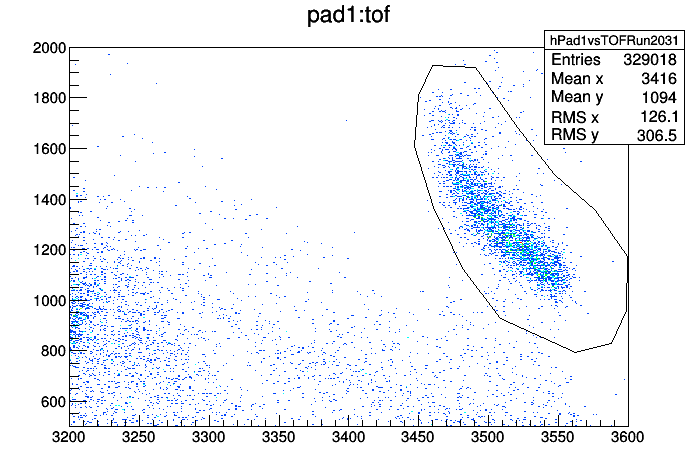 pad1:tof
hPad1vsTOFRun2031
Entries 329018
Mean x 3416
Mean y 1094
RMS x 126.1
RMS y 306.5
2000
1800
1600
1400
1200
1000
800
600
3200 3250 3300 3350 3400 3450 3500 3550 3600